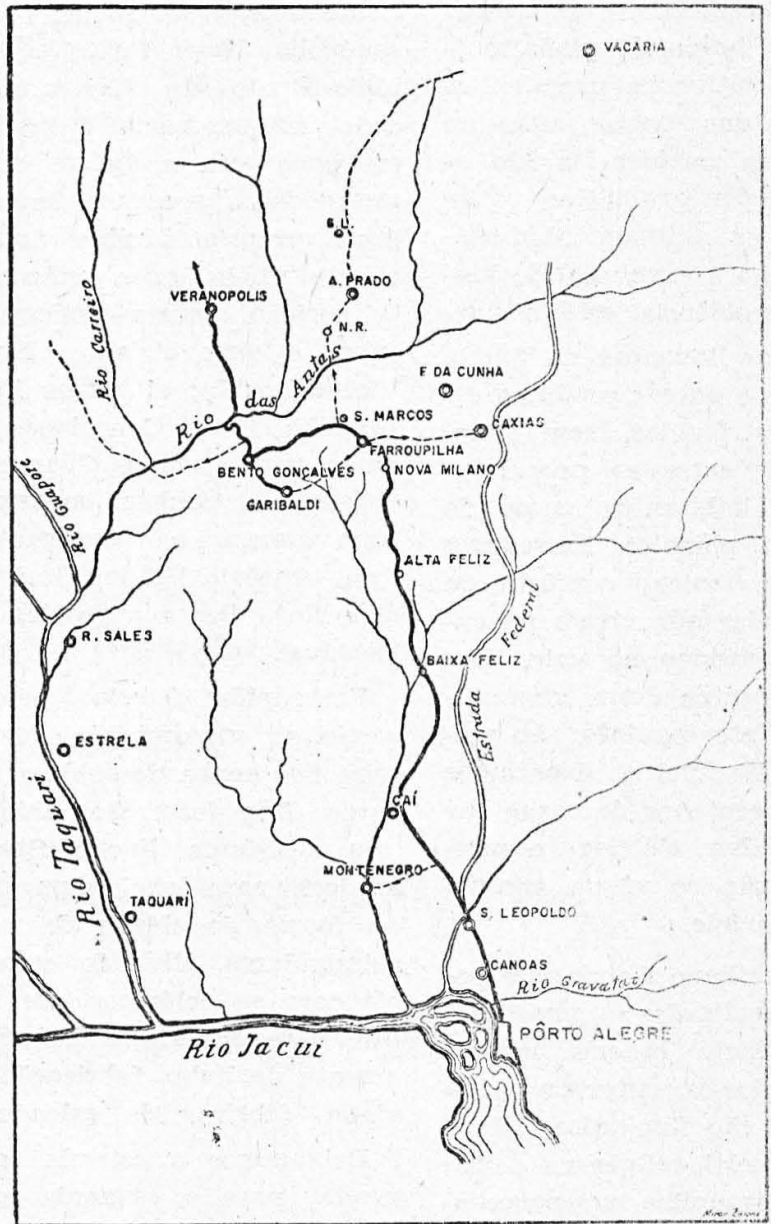 VACARIA
A. PRADO
VERANOPOLIS
N.R.
Rio Carreiro
Rio das Antas
F DA CUNHA
S. MARCOS
CAXIAS
FARROUPILHA
BENTO GONÇALVES
NOVA MILANO
GARIBALDI
Rio Guaporé
ALTA FELIZ
R. SALES
BAIXA FELIZ
Estrada Federal
ESTRELA
CAÍ
Rio Taquarí
MONTENEGRO
TAQUARÍ
S. LEOPOLDO
CANOAS
Rio Gravataí
PÔRTO ALEGRE
Rio Jacuí